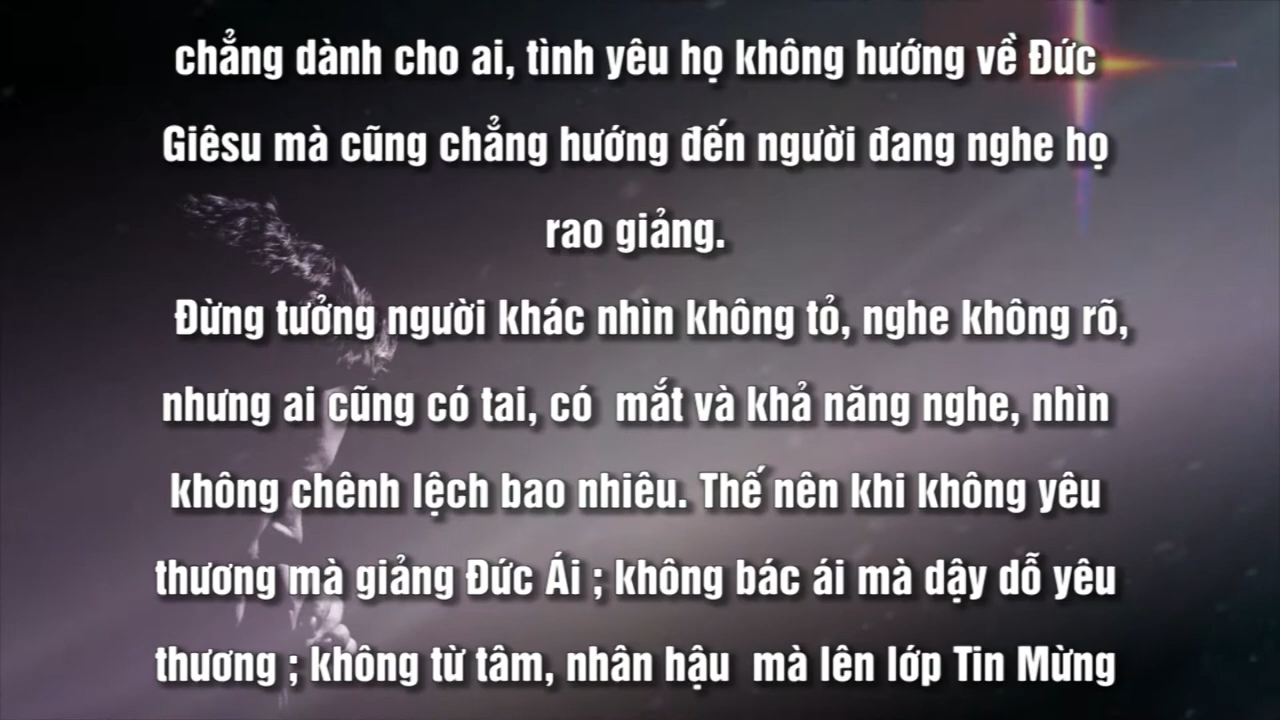 chẳng dành cho ai, tình yêu họ không hướng về Đức
Giêsu mà cũng chẳng hướng đến người đang nghe họ
rao giảng.
Đừng tưởng người khác nhìn không tỏ, nghe không rõ,
nhưng ai cũng có tai, có  mắt và khả năng nghe, nhìn
không chênh lệch bao nhiêu. Thế nên khi không yêu
thương mà giảng Đức Ái ; không bác ái mà dậy dỗ yêu
thương ; không từ tâm, nhân hậu  mà lên lớp Tin Mừng